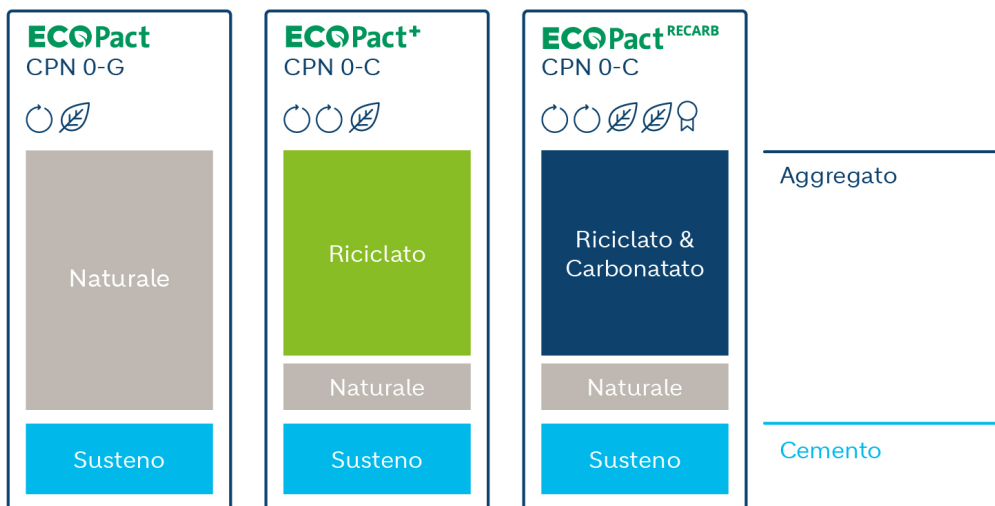 ECOPact
CPN 0-G
Naturale
Susteno
ECOPact+
CPN 0-C
Riciclato
Naturale
Susteno
ECOPact RECARB
CPN 0-C
Riciclato &
Carbonatato
Naturale
Susteno
Aggregato
Cemento